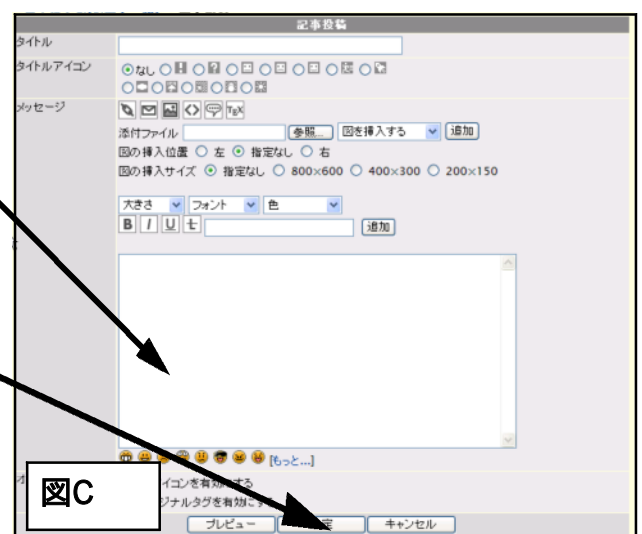 記事投稿
タイトル
タイトルアイコン
なし
メッセージ
TEX
添付ファイル 参照... 図を挿入する 追加
図の挿入位置 左 指定なし 右
図の挿入サイズ 指定なし 800×600 400×300 200×150
大きさ フォント 色
B I U t 追加
[もっと...]
イコンを有効にする
図C
ジナルタグを有効にす
プレビュー 定 キャンセル